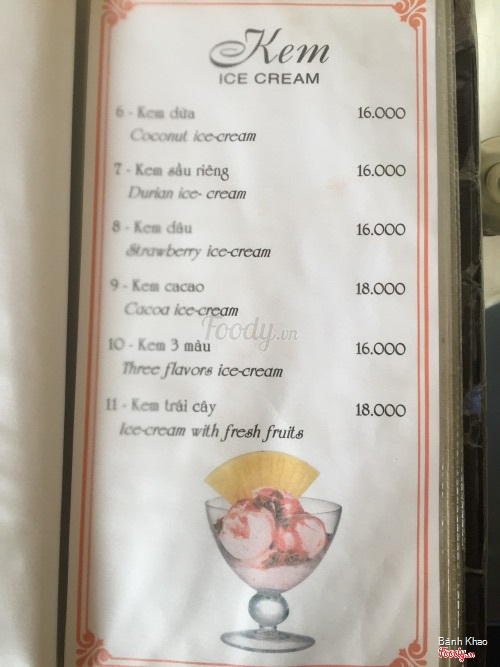 Kem
ICE CREAM
6 - Kem dừa 16.000
Coconut ice-cream
7 - Kem sầu riêng 16.000
Durian ice- cream
8 - Kem dâu 16.000
Strawberry ice-cream
9 - Kem cacao 18.000
Cacoa ice-cream
Foody.vn
10 - Kem 3 mâu 16.000
Three flavors ice-cream
11 - Kem trái cây 18.000
Ice-cream with fresh fruits
Bánh Khao
Foody.vn